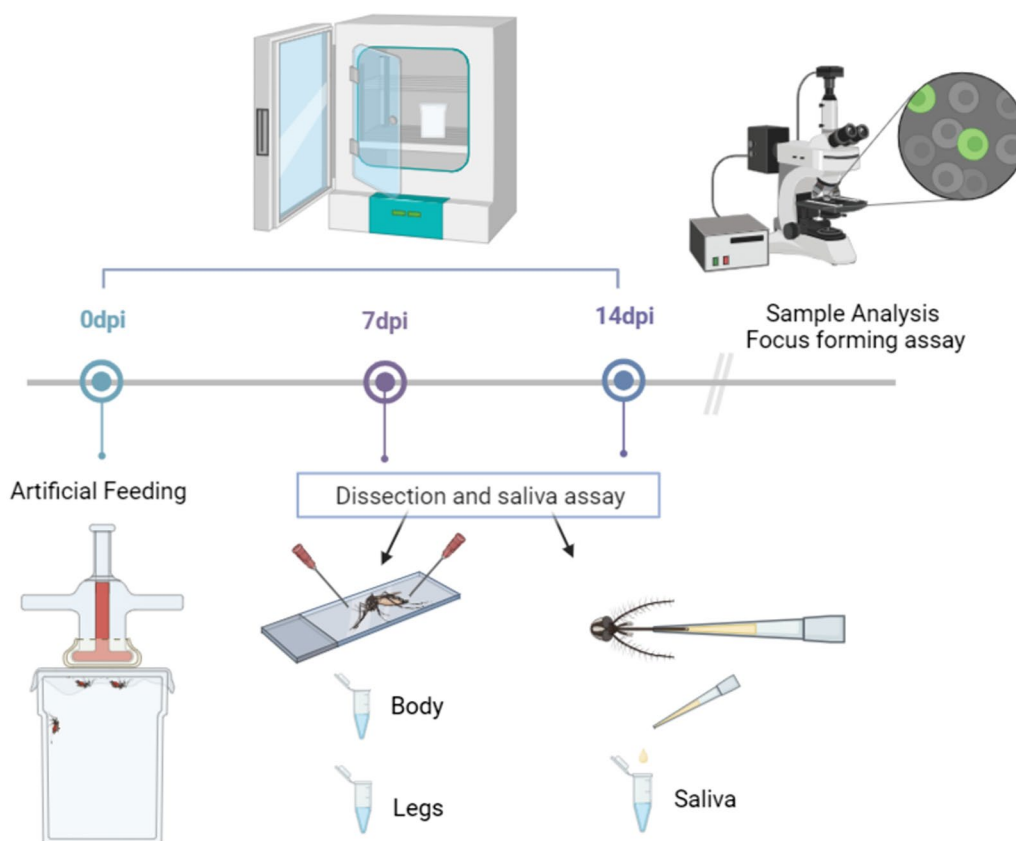 0dpi
7dpi
14dpi
Sample Analysis
Focus forming assay
Artificial Feeding
Dissection and saliva assay
Body
Legs
Saliva